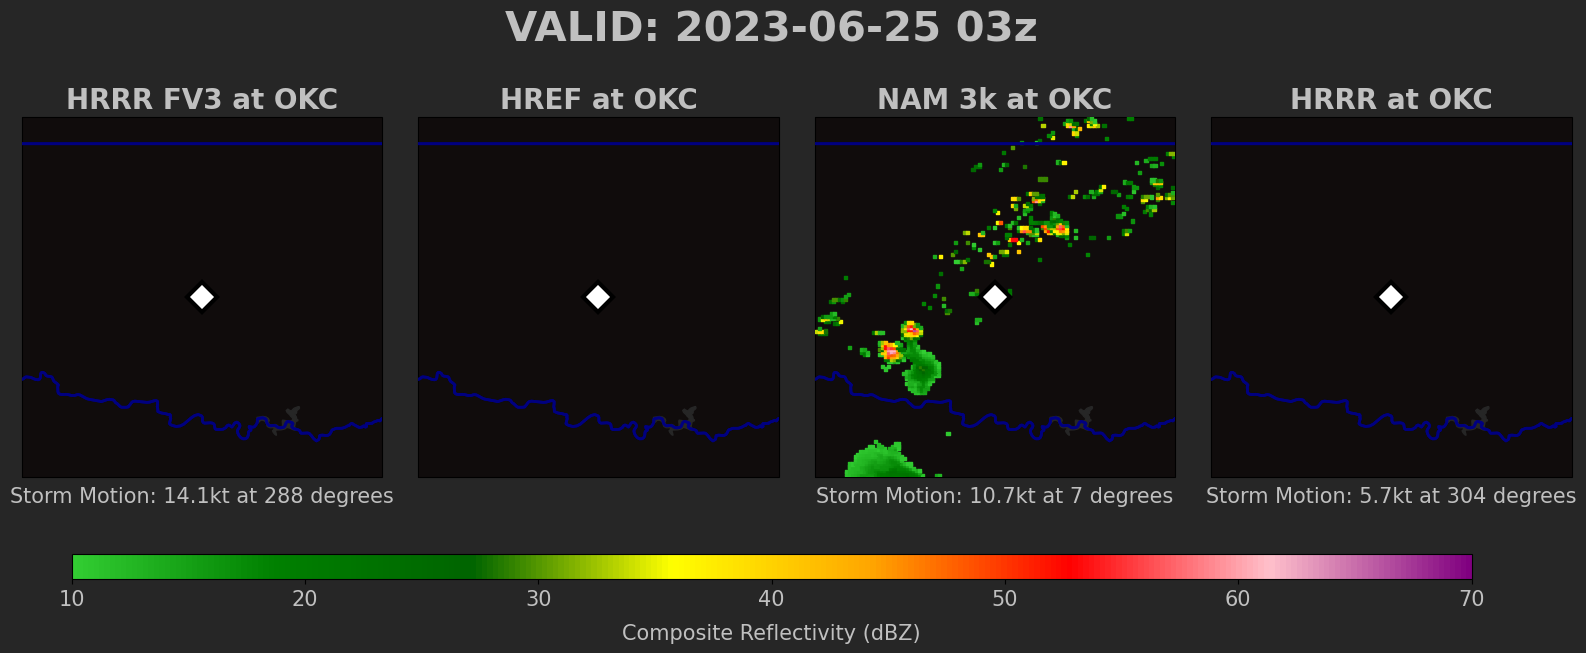 VALID: 2023-06-25 03z
HRRR FV3 at OKC
HREF at OKC
NAM 3k at OKC
HRRR at OKC
Storm Motion: 14.1kt at 288 degrees
Storm Motion: 10.7kt at 7 degrees
Storm Motion: 5.7kt at 304 degrees
10 20 30 40 50 60 70
Composite Reflectivity (dBZ)